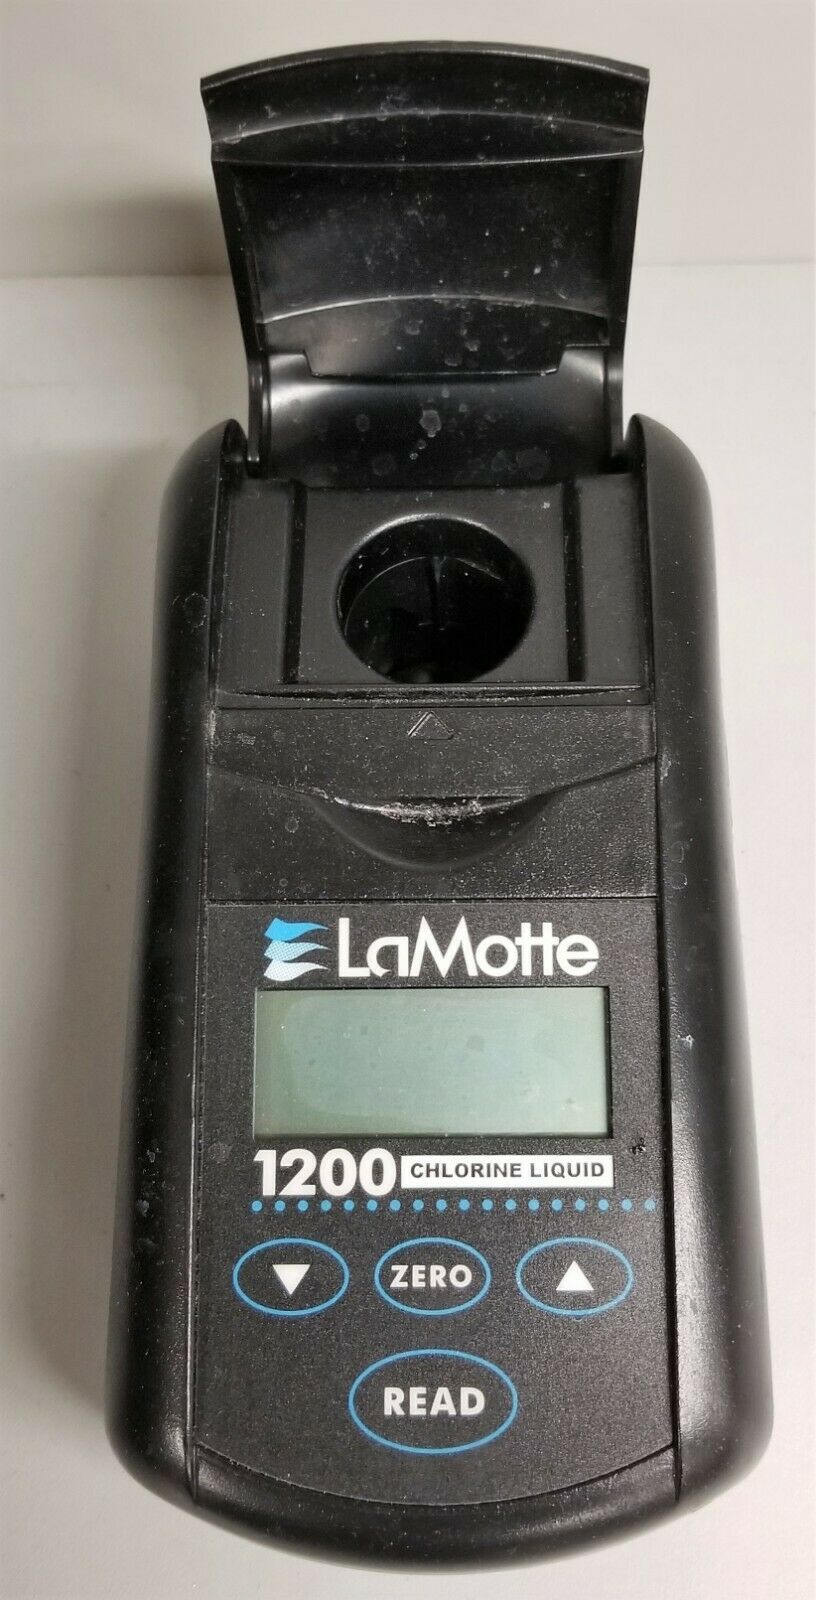 LaMotte
1200 CHLORINE LIQUID
ZERO
READ